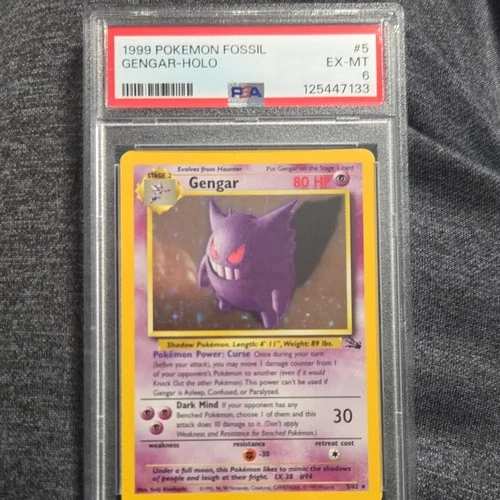 1999 POKEMON FOSSIL #5
GENGAR-HOLO EX-MT
PSA 6
125447133
Evolves from Haunter Put Gengar on the Stage 1 card
STAGE 2 Gengar 80 HP
Shadow Pokémon. Length: 4' 11", Weight: 89 lbs.
Pokémon Power: Curse Once during your turn
(before your attack), you may move 1 damage counter from 1
of your opponent's Pokémon to another (even if it would
Knock Out the other Pokémon). This power can't be used if
Gengar is Asleep, Confused, or Paralyzed.
Dark Mind If your opponent has any
Benched Pokémon, choose 1 of them and this
attack does 10 damage to it. (Don't apply
Weakness and Resistance for Benched Pokémon.)
30
weakness resistance retreat cost
-30
Under a full moon, this Pokémon likes to mimic the shadows
of people and laugh at their fright. LV. 38 #94
Illus. Keiji Kinebuchi 5/62 ★